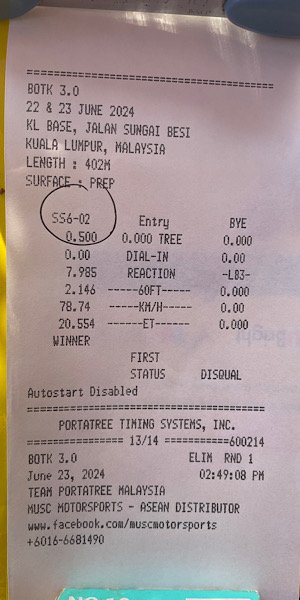 ==================================
BOTK 3.0
22 & 23 JUNE 2024
KL BASE, JALAN SUNGAI BESI
KUALA LUMPUR, MALAYSIA
LENGTH : 402M
SURFACE : PREP
SS6-02 Entry BYE
0.500 0.000 TREE 0.000
0.00 DIAL-IN 0.00
7.985 REACTION -LB3-
2.146 ------60FT----- 0.000
78.74 ------KM/H----- 0.00
20.554 ------ET----- 0.000
WINNER
FIRST
STATUS DISQUAL
Autostart Disabled
==================================
PORTATREE TIMING SYSTEMS, INC.
============= 13/14 ===========600214
BOTK 3.0 ELIM RND 1
June 23, 2024 02:49:08 PM
TEAM PORTATREE MALAYSIA
MUSC MOTORSPORTS - ASEAN DISTRIBUTOR
www.facebook.com/muscmotorsports
+6016-6681490